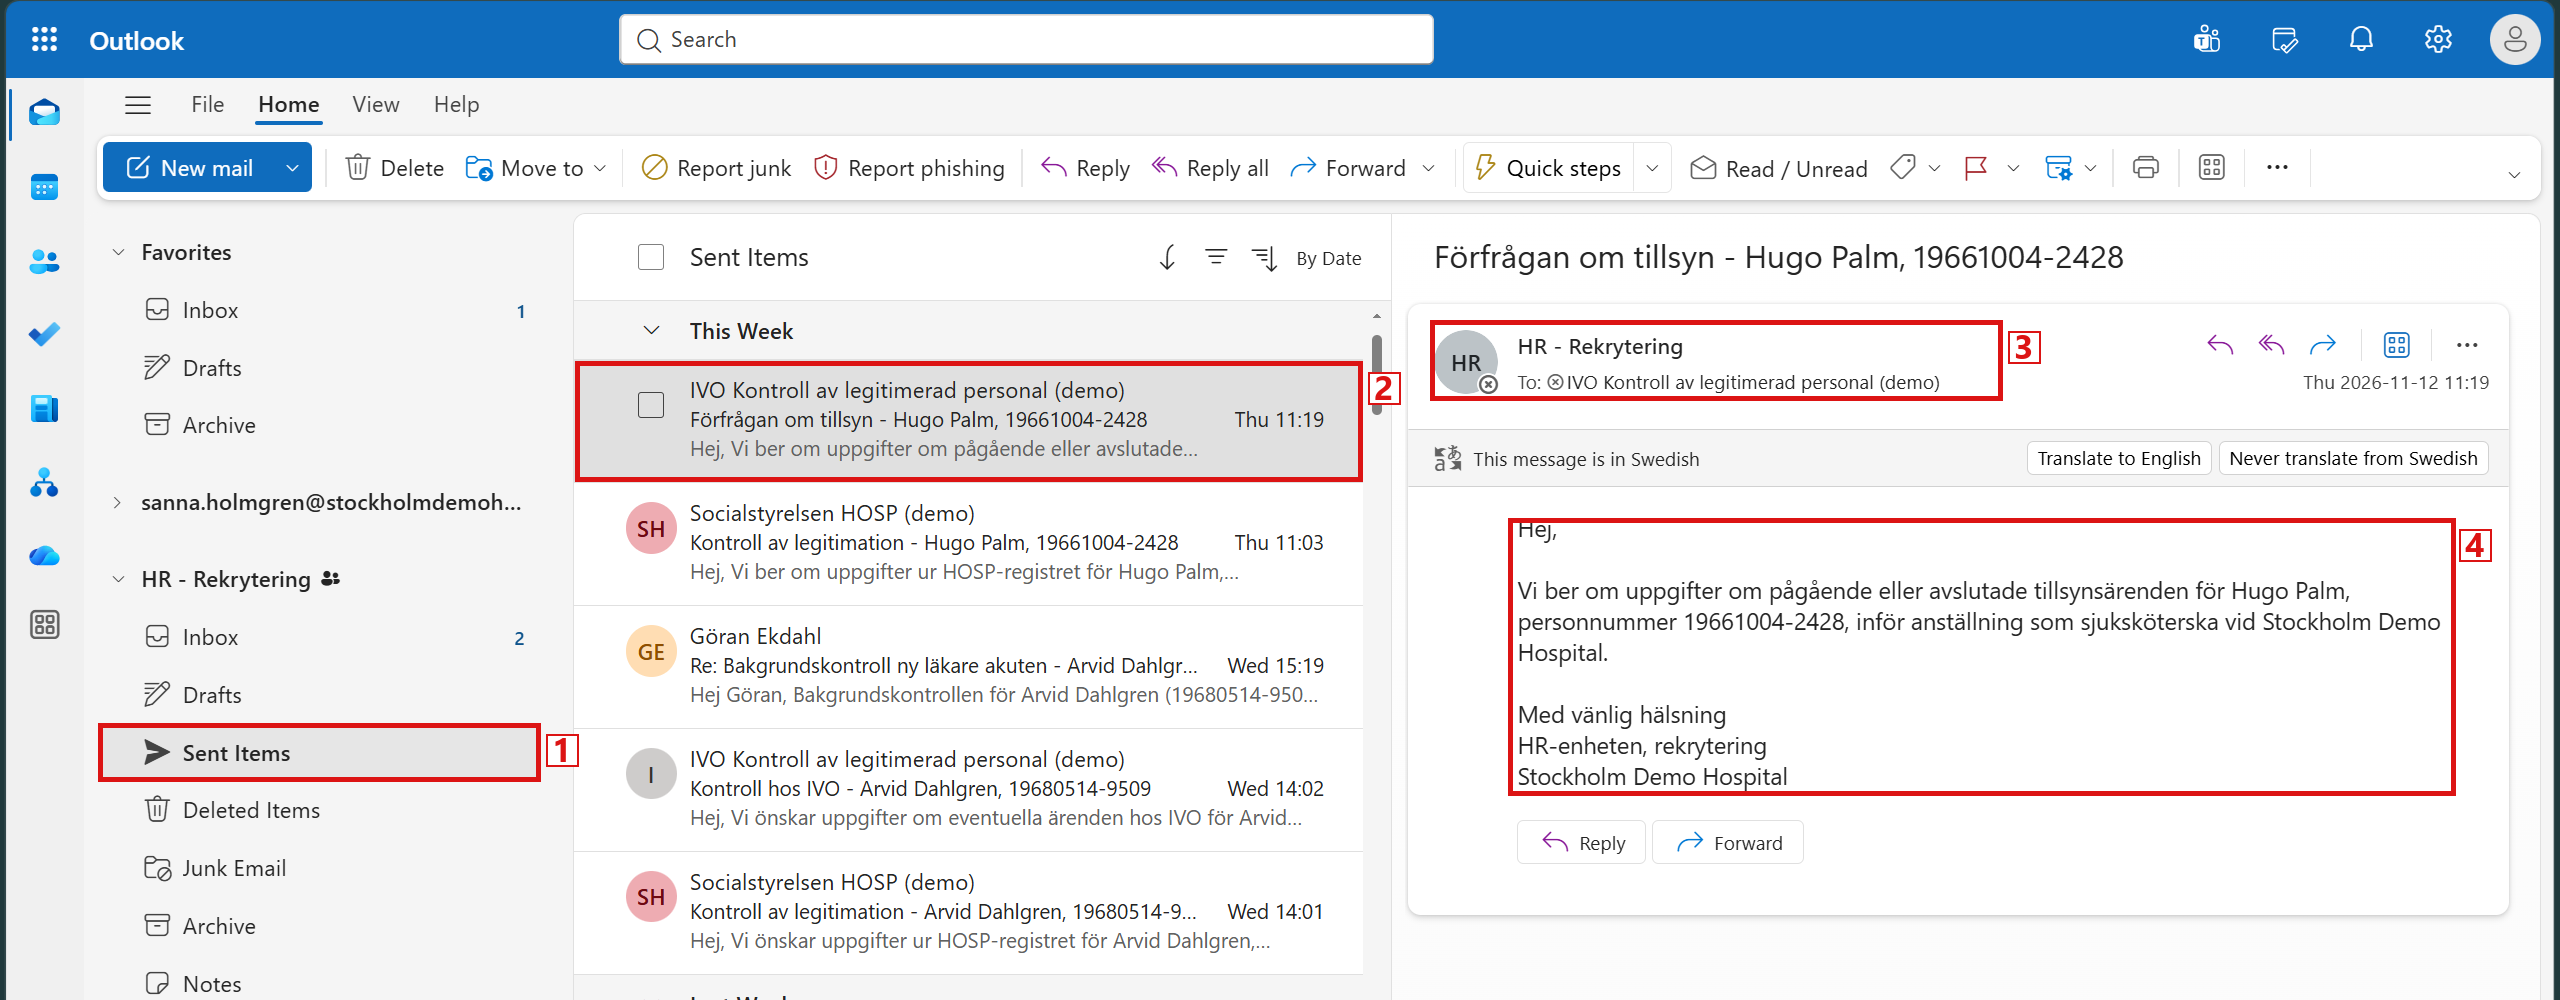 Outlook
Search
File Home View Help
New mail Delete Move to Report junk Report phishing Reply Reply all Forward Quick steps Read / Unread
Favorites
Inbox 1
Drafts
Archive
sanna.holmgren@stockholmdemoh...
HR - Rekrytering
Inbox 2
Drafts
Sent Items
1
Deleted Items
Junk Email
Archive
Notes
Sent Items By Date
This Week
IVO Kontroll av legitimerad personal (demo)
Förfrågan om tillsyn - Hugo Palm, 19661004-2428 Thu 11:19
Hej, Vi ber om uppgifter om pågående eller avslutade...
2
SH
Socialstyrelsen HOSP (demo)
Kontroll av legitimation - Hugo Palm, 19661004-2428 Thu 11:03
Hej, Vi ber om uppgifter ur HOSP-registret för Hugo Palm,...
GE
Göran Ekdahl
Re: Bakgrundskontroll ny läkare akuten - Arvid Dahlgr... Wed 15:19
Hej Göran, Bakgrundskontrollen för Arvid Dahlgren (19680514-950...
I
IVO Kontroll av legitimerad personal (demo)
Kontroll hos IVO - Arvid Dahlgren, 19680514-9509 Wed 14:02
Hej, Vi önskar uppgifter om eventuella ärenden hos IVO för Arvid...
SH
Socialstyrelsen HOSP (demo)
Kontroll av legitimation - Arvid Dahlgren, 19680514-9... Wed 14:01
Hej, Vi önskar uppgifter ur HOSP-registret för Arvid Dahlgren,...
Förfrågan om tillsyn - Hugo Palm, 19661004-2428
HR
HR - Rekrytering
To: IVO Kontroll av legitimerad personal (demo)
3
Thu 2026-11-12 11:19
This message is in Swedish Translate to English Never translate from Swedish
Hej,
4
Vi ber om uppgifter om pågående eller avslutade tillsynsärenden för Hugo Palm,
personnummer 19661004-2428, inför anställning som sjuksköterska vid Stockholm Demo
Hospital.
Med vänlig hälsning
HR-enheten, rekrytering
Stockholm Demo Hospital
Reply Forward